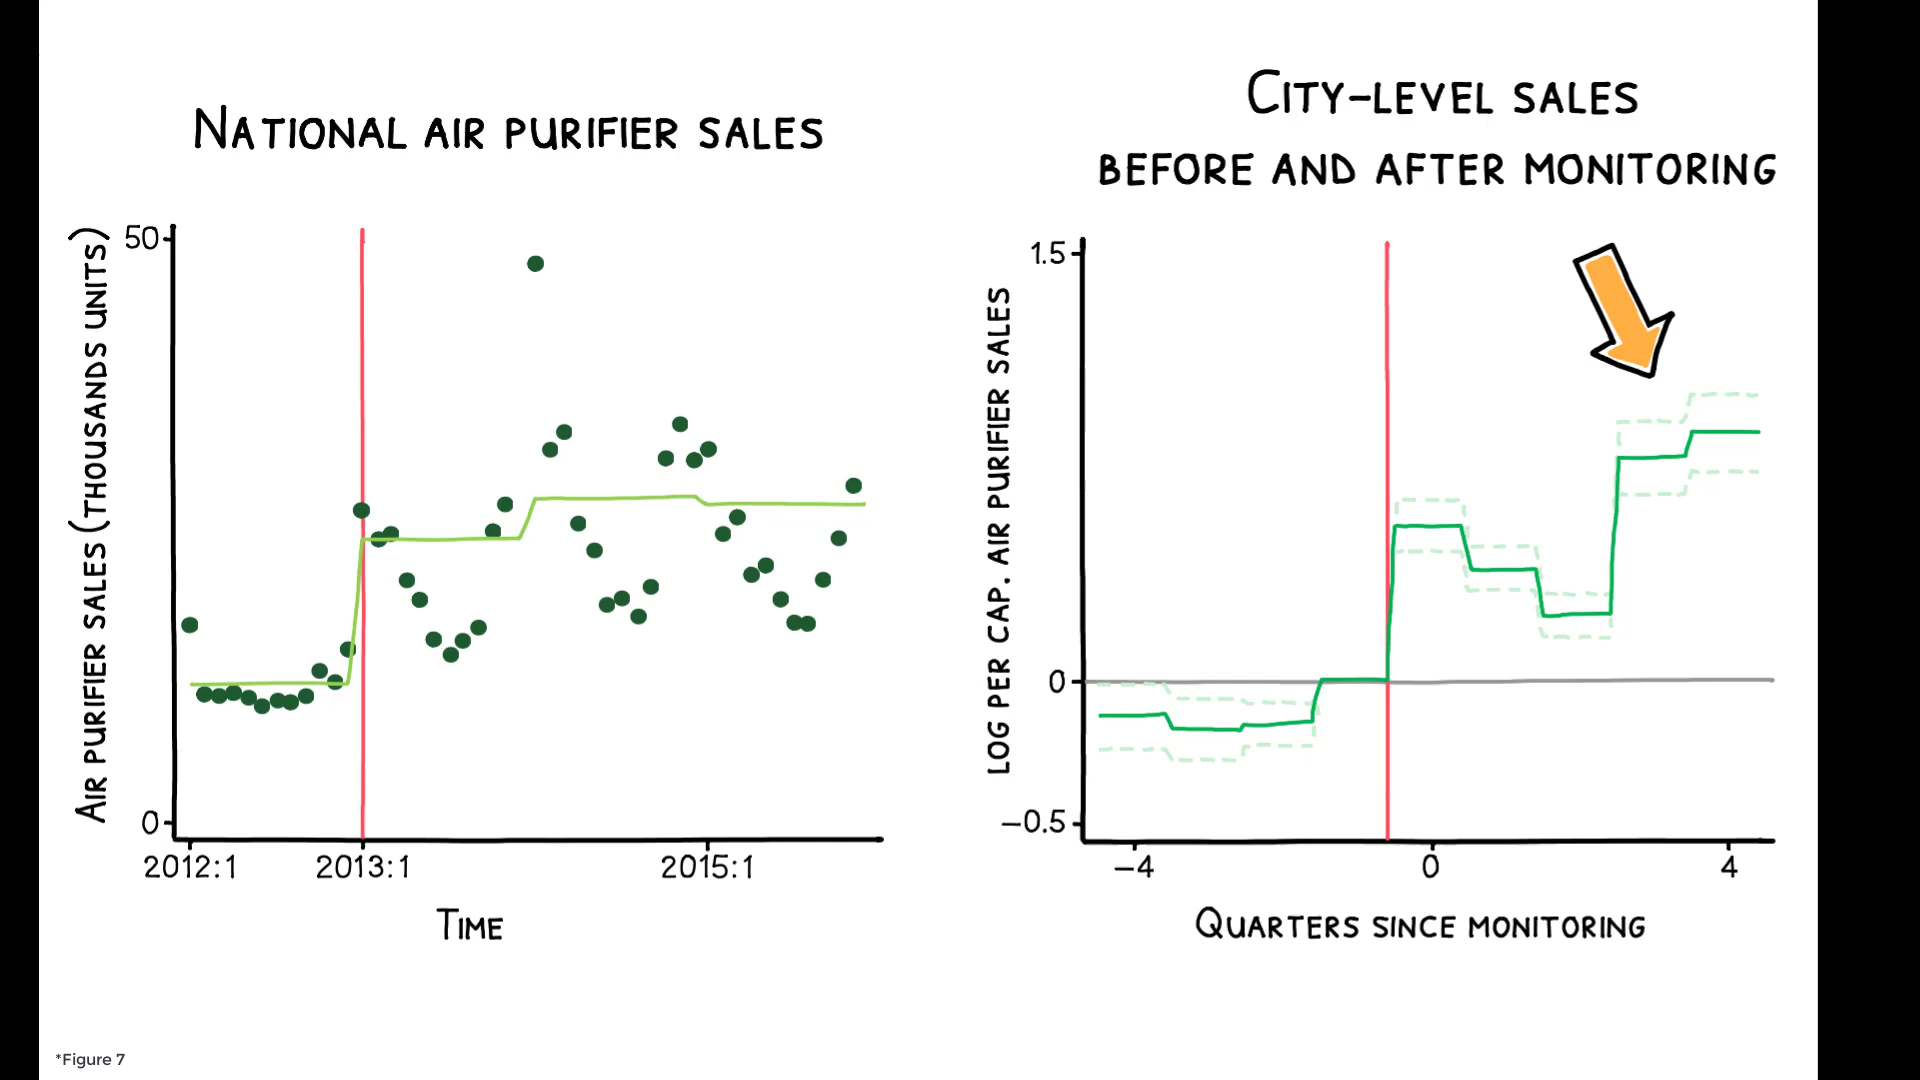 National air purifier sales
Air purifier sales (thousands units)
50
0
2012:1
2013:1
2015:1
Time
City-level sales
before and after monitoring
log per cap. air purifier sales
1.5
0
-0.5
-4
0
4
Quarters since monitoring
*Figure 7